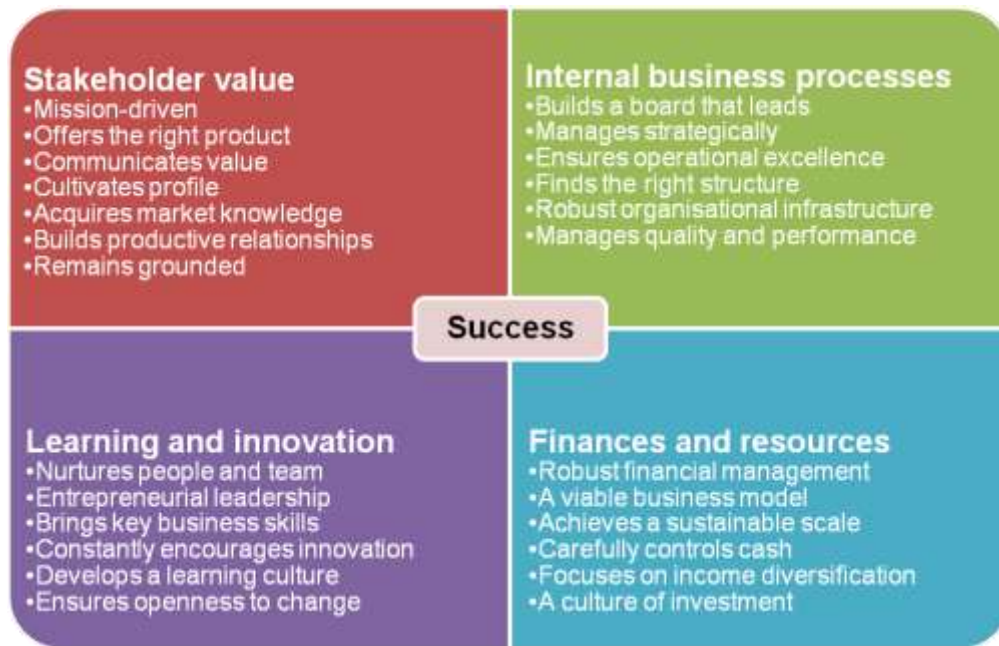 Stakeholder value
•Mission-driven
•Offers the right product
•Communicates value
•Cultivates profile
•Acquires market knowledge
•Builds productive relationships
•Remains grounded
Internal business processes
•Builds a board that leads
•Manages strategically
•Ensures operational excellence
•Finds the right structure
•Robust organisational infrastructure
•Manages quality and performance
Success
Learning and innovation
•Nurtures people and team
•Entrepreneurial leadership
•Brings key business skills
•Constantly encourages innovation
•Develops a learning culture
•Ensures openness to change
Finances and resources
•Robust financial management
•A viable business model
•Achieves a sustainable scale
•Carefully controls cash
•Focuses on income diversification
•A culture of investment